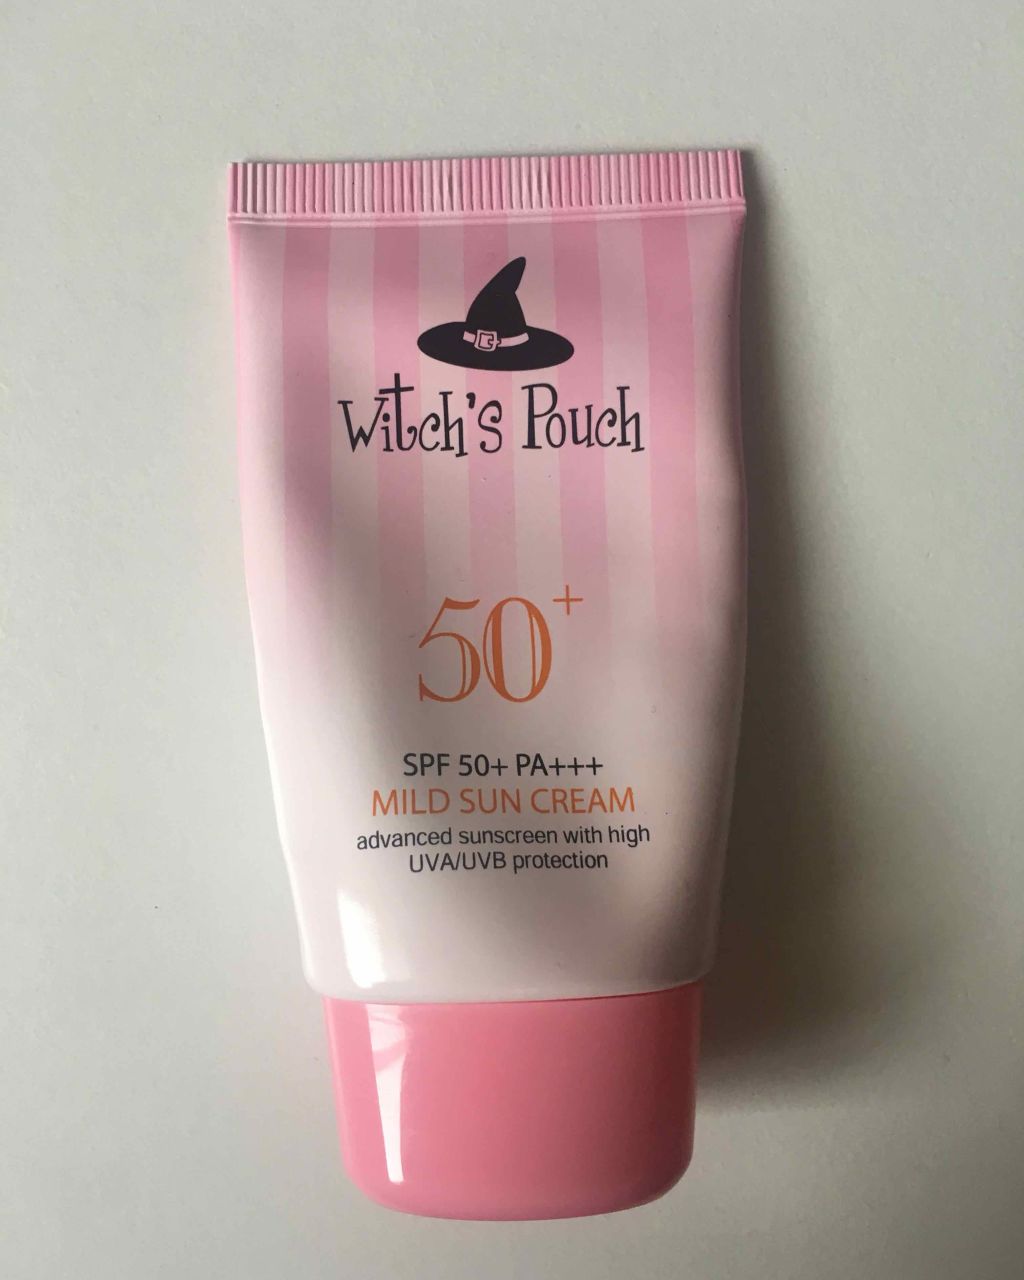 Witch's Pouch
50+
SPF 50+ PA+++
MILD SUN CREAM
advanced sunscreen with high
UVA/UVB protection